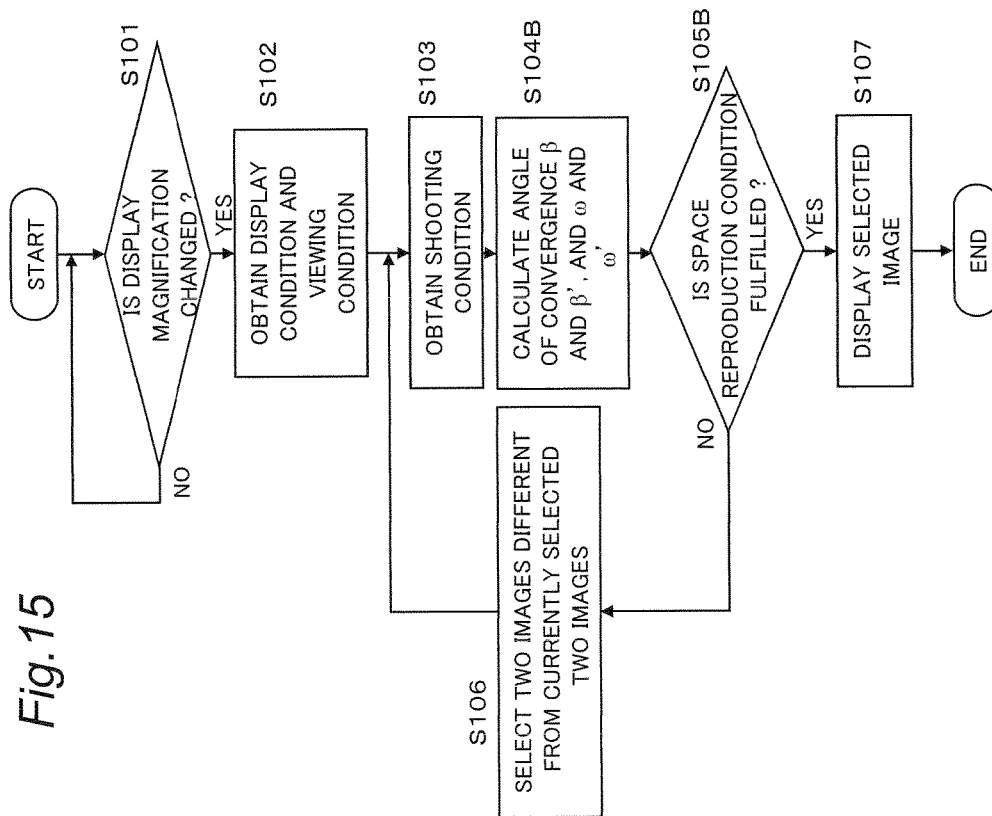 Fig.15
START
S101
IS DISPLAY
MAGNIFICATION
CHANGED ?
NO
YES
S102
OBTAIN DISPLAY
CONDITION AND
VIEWING
CONDITION
S103
OBTAIN SHOOTING
CONDITION
S104B
CALCULATE ANGLE
OF CONVERGENCE β
AND β', AND ω AND
ω'
S105B
IS SPACE
REPRODUCTION CONDITION
FULFILLED ?
NO
YES
S106
SELECT TWO IMAGES DIFFERENT
FROM CURRENTLY SELECTED
TWO IMAGES
S107
DISPLAY SELECTED
IMAGE
END